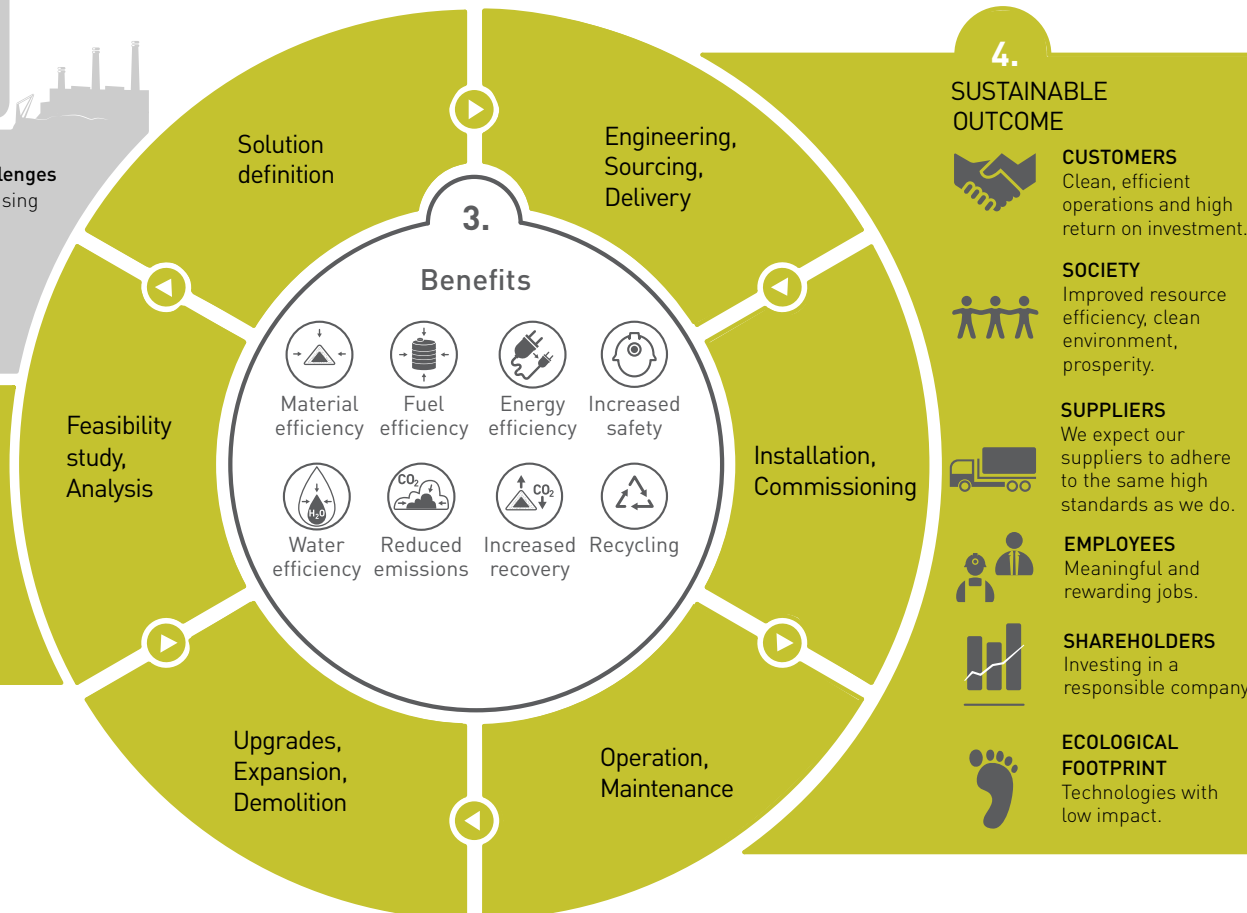 Solution
definition
Engineering,
Sourcing,
Delivery
Installation,
Commissioning
Operation,
Maintenance
Upgrades,
Expansion,
Demolition
Feasibility
study,
Analysis
3.
Benefits
Material
efficiency
Fuel
efficiency
Energy
efficiency
Increased
safety
H₂O
Water
efficiency
CO₂
Reduced
emissions
CO₂
Increased
recovery
Recycling
4.
SUSTAINABLE
OUTCOME
CUSTOMERS
Clean, efficient
operations and high
return on investment.
SOCIETY
Improved resource
efficiency, clean
environment,
prosperity.
SUPPLIERS
We expect our
suppliers to adhere
to the same high
standards as we do.
EMPLOYEES
Meaningful and
rewarding jobs.
SHAREHOLDERS
Investing in a
responsible company
ECOLOGICAL
FOOTPRINT
Technologies with
low impact.